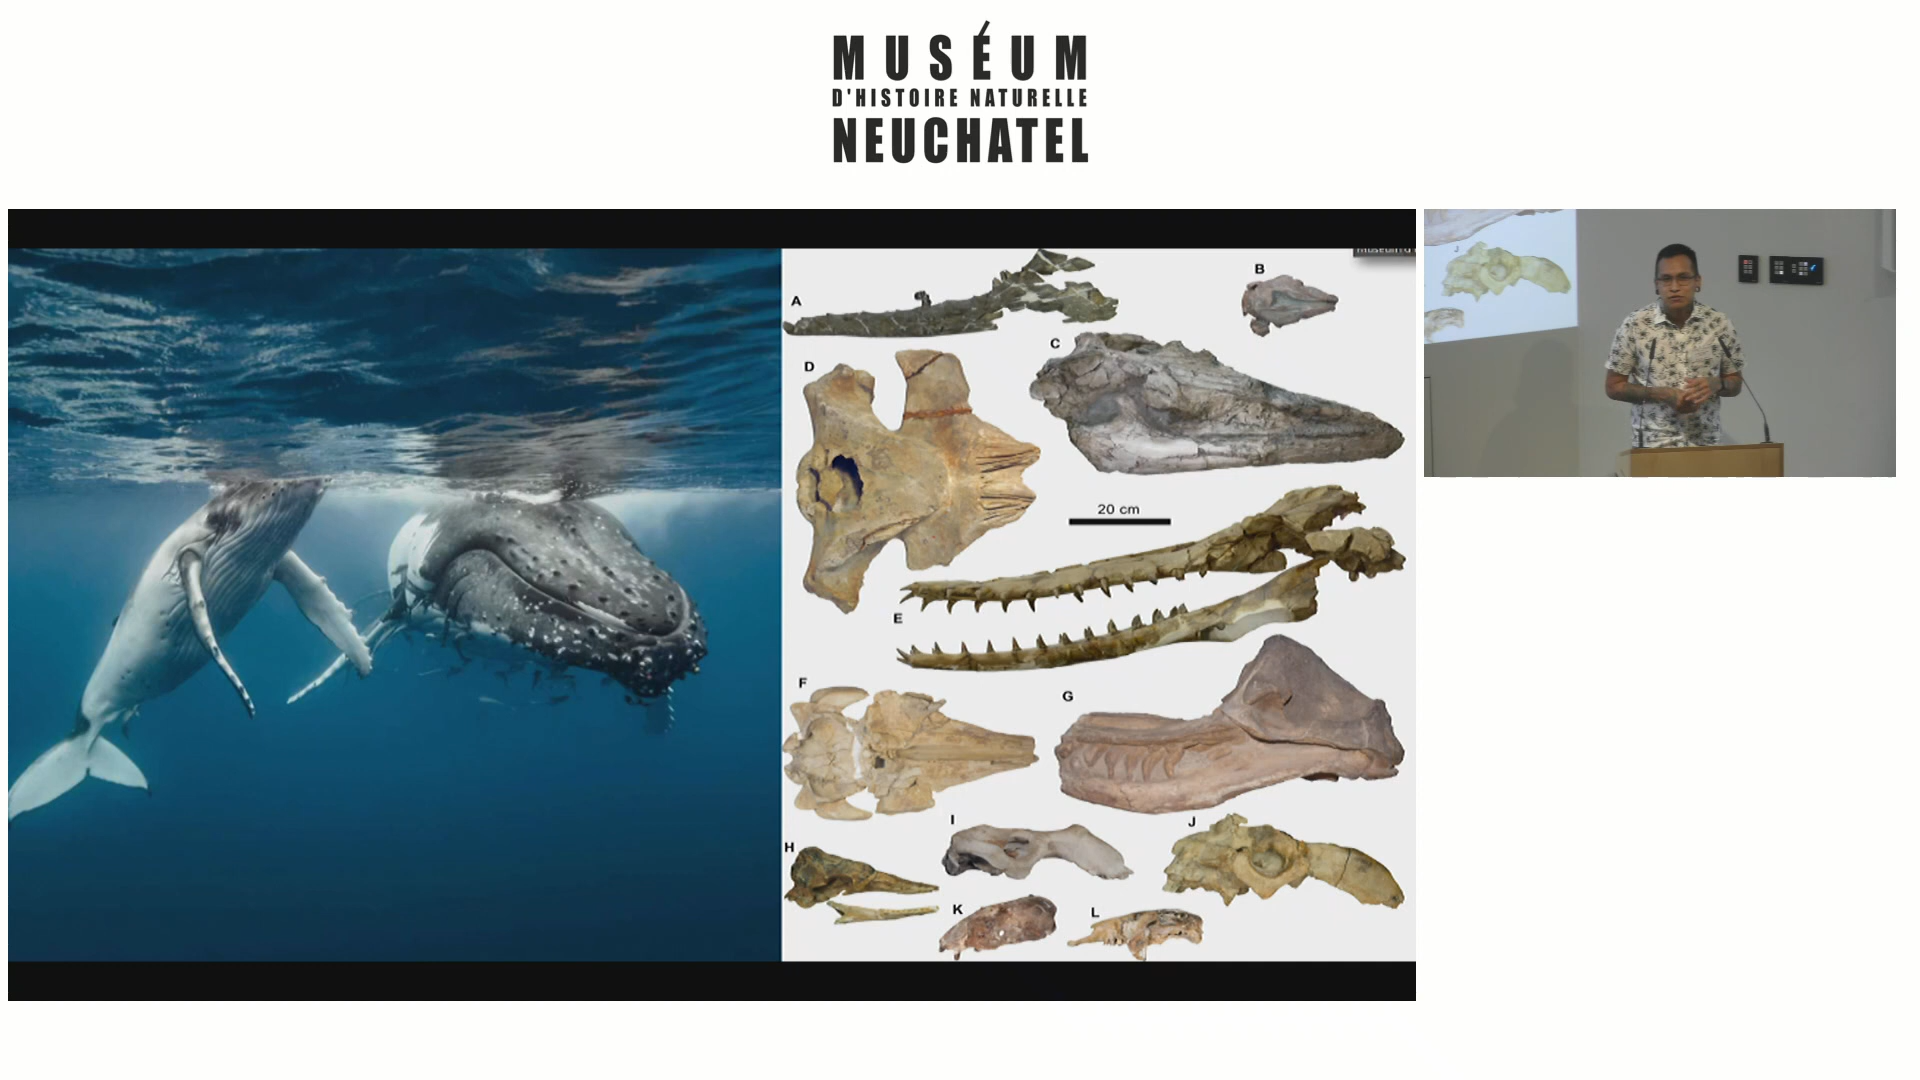 MUSÉUM
D'HISTOIRE NATURELLE
NEUCHATEL
A
B
C
D
20 cm
E
F
G
H
I
J
K
L
J